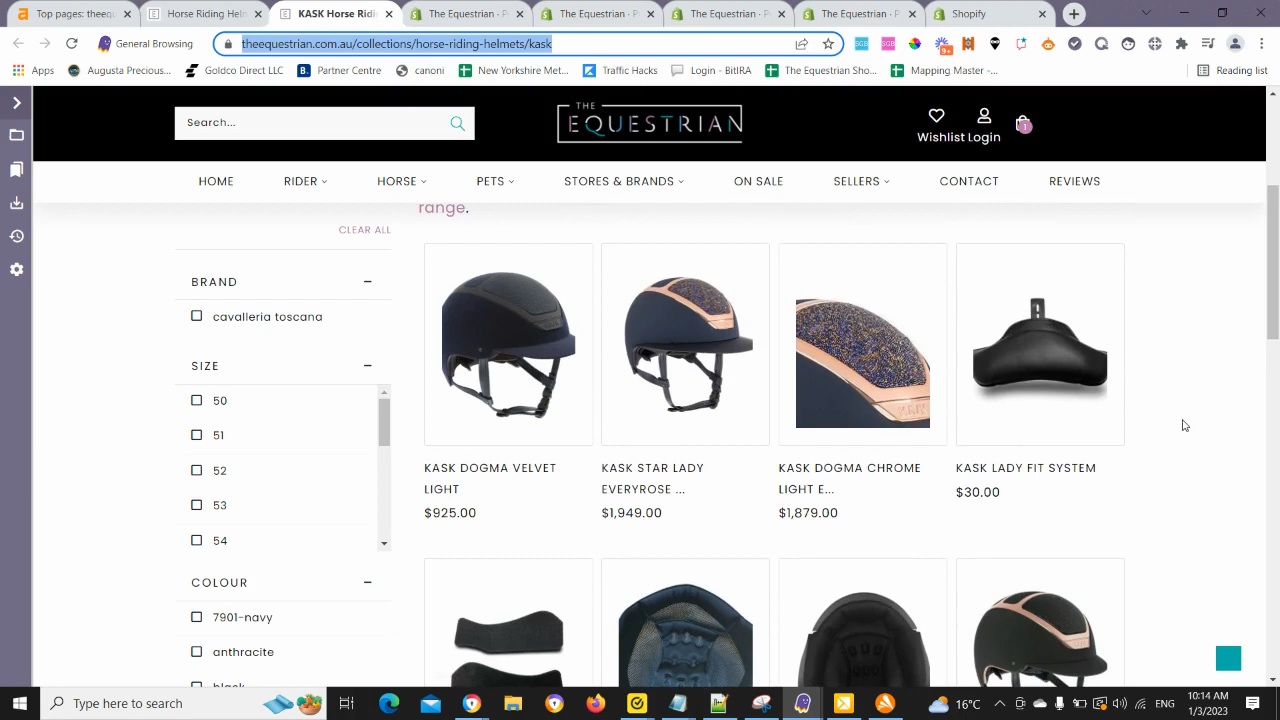 Top pages: thequ
Horse Riding Helm
KASK Horse Ridi
The Equestrian - P
The Equestrian - P
The Equestrian - P
The Equestrian - P
Shopify
General Browsing
theequestrian.com.au/collections/horse-riding-helmets/kask
9+
Apps
Augusta Precious...
Goldco Direct LLC
Partner Centre
canoni
New Yorkshire Met...
Traffic Hacks
Login - BitIRA
The Equestrian Sho...
Mapping Master -...
Reading list
Search...
THE
EQUESTRIAN
Wishlist Login
1
HOME RIDER HORSE PETS STORES & BRANDS ON SALE SELLERS CONTACT REVIEWS
range.
CLEAR ALL
BRAND
cavalleria toscana
SIZE
50
51
52
53
54
COLOUR
7901-navy
anthracite
black
KASK DOGMA VELVET
LIGHT
$925.00
KASK STAR LADY
EVERYROSE ...
$1,949.00
KASK DOGMA CHROME
LIGHT E...
$1,879.00
KASK LADY FIT SYSTEM
$30.00
Type here to search
16°C
ENG
10:14 AM
1/3/2023